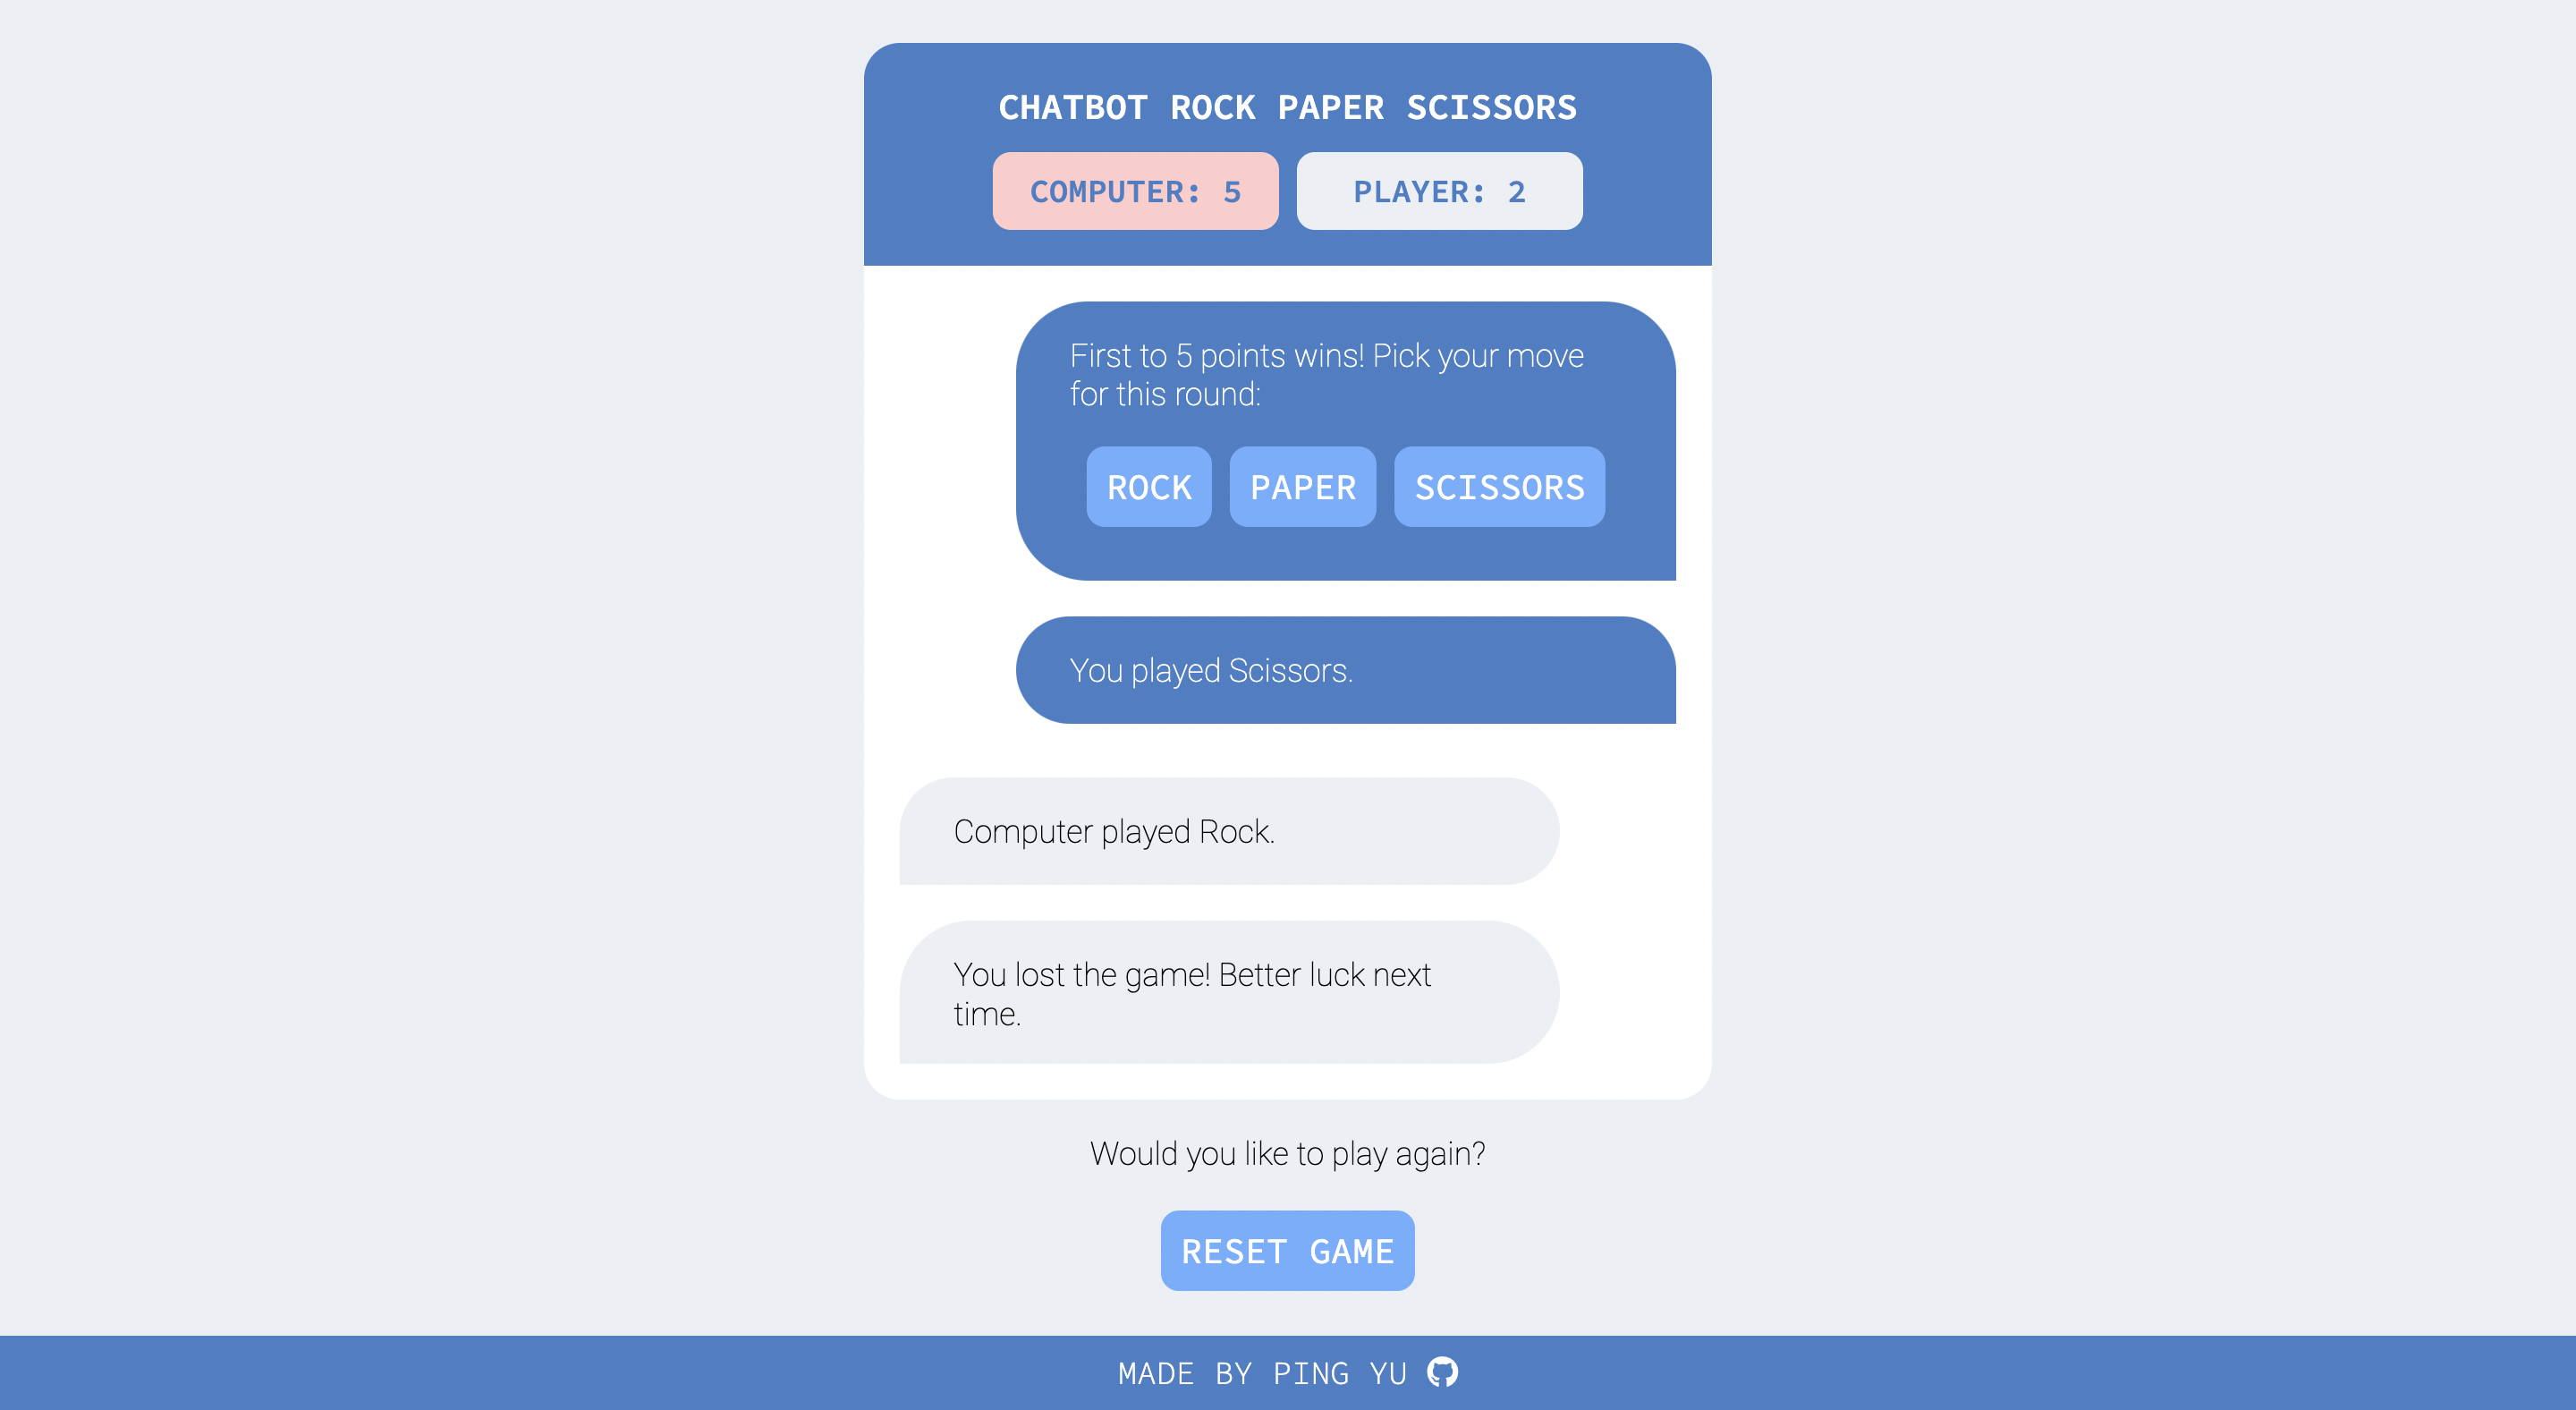 CHATBOT ROCK PAPER SCISSORS
COMPUTER: 5
PLAYER: 2
First to 5 points wins! Pick your move
for this round:
ROCK
PAPER
SCISSORS
You played Scissors.
Computer played Rock.
You lost the game! Better luck next
time.
Would you like to play again?
RESET GAME
MADE BY PING YU